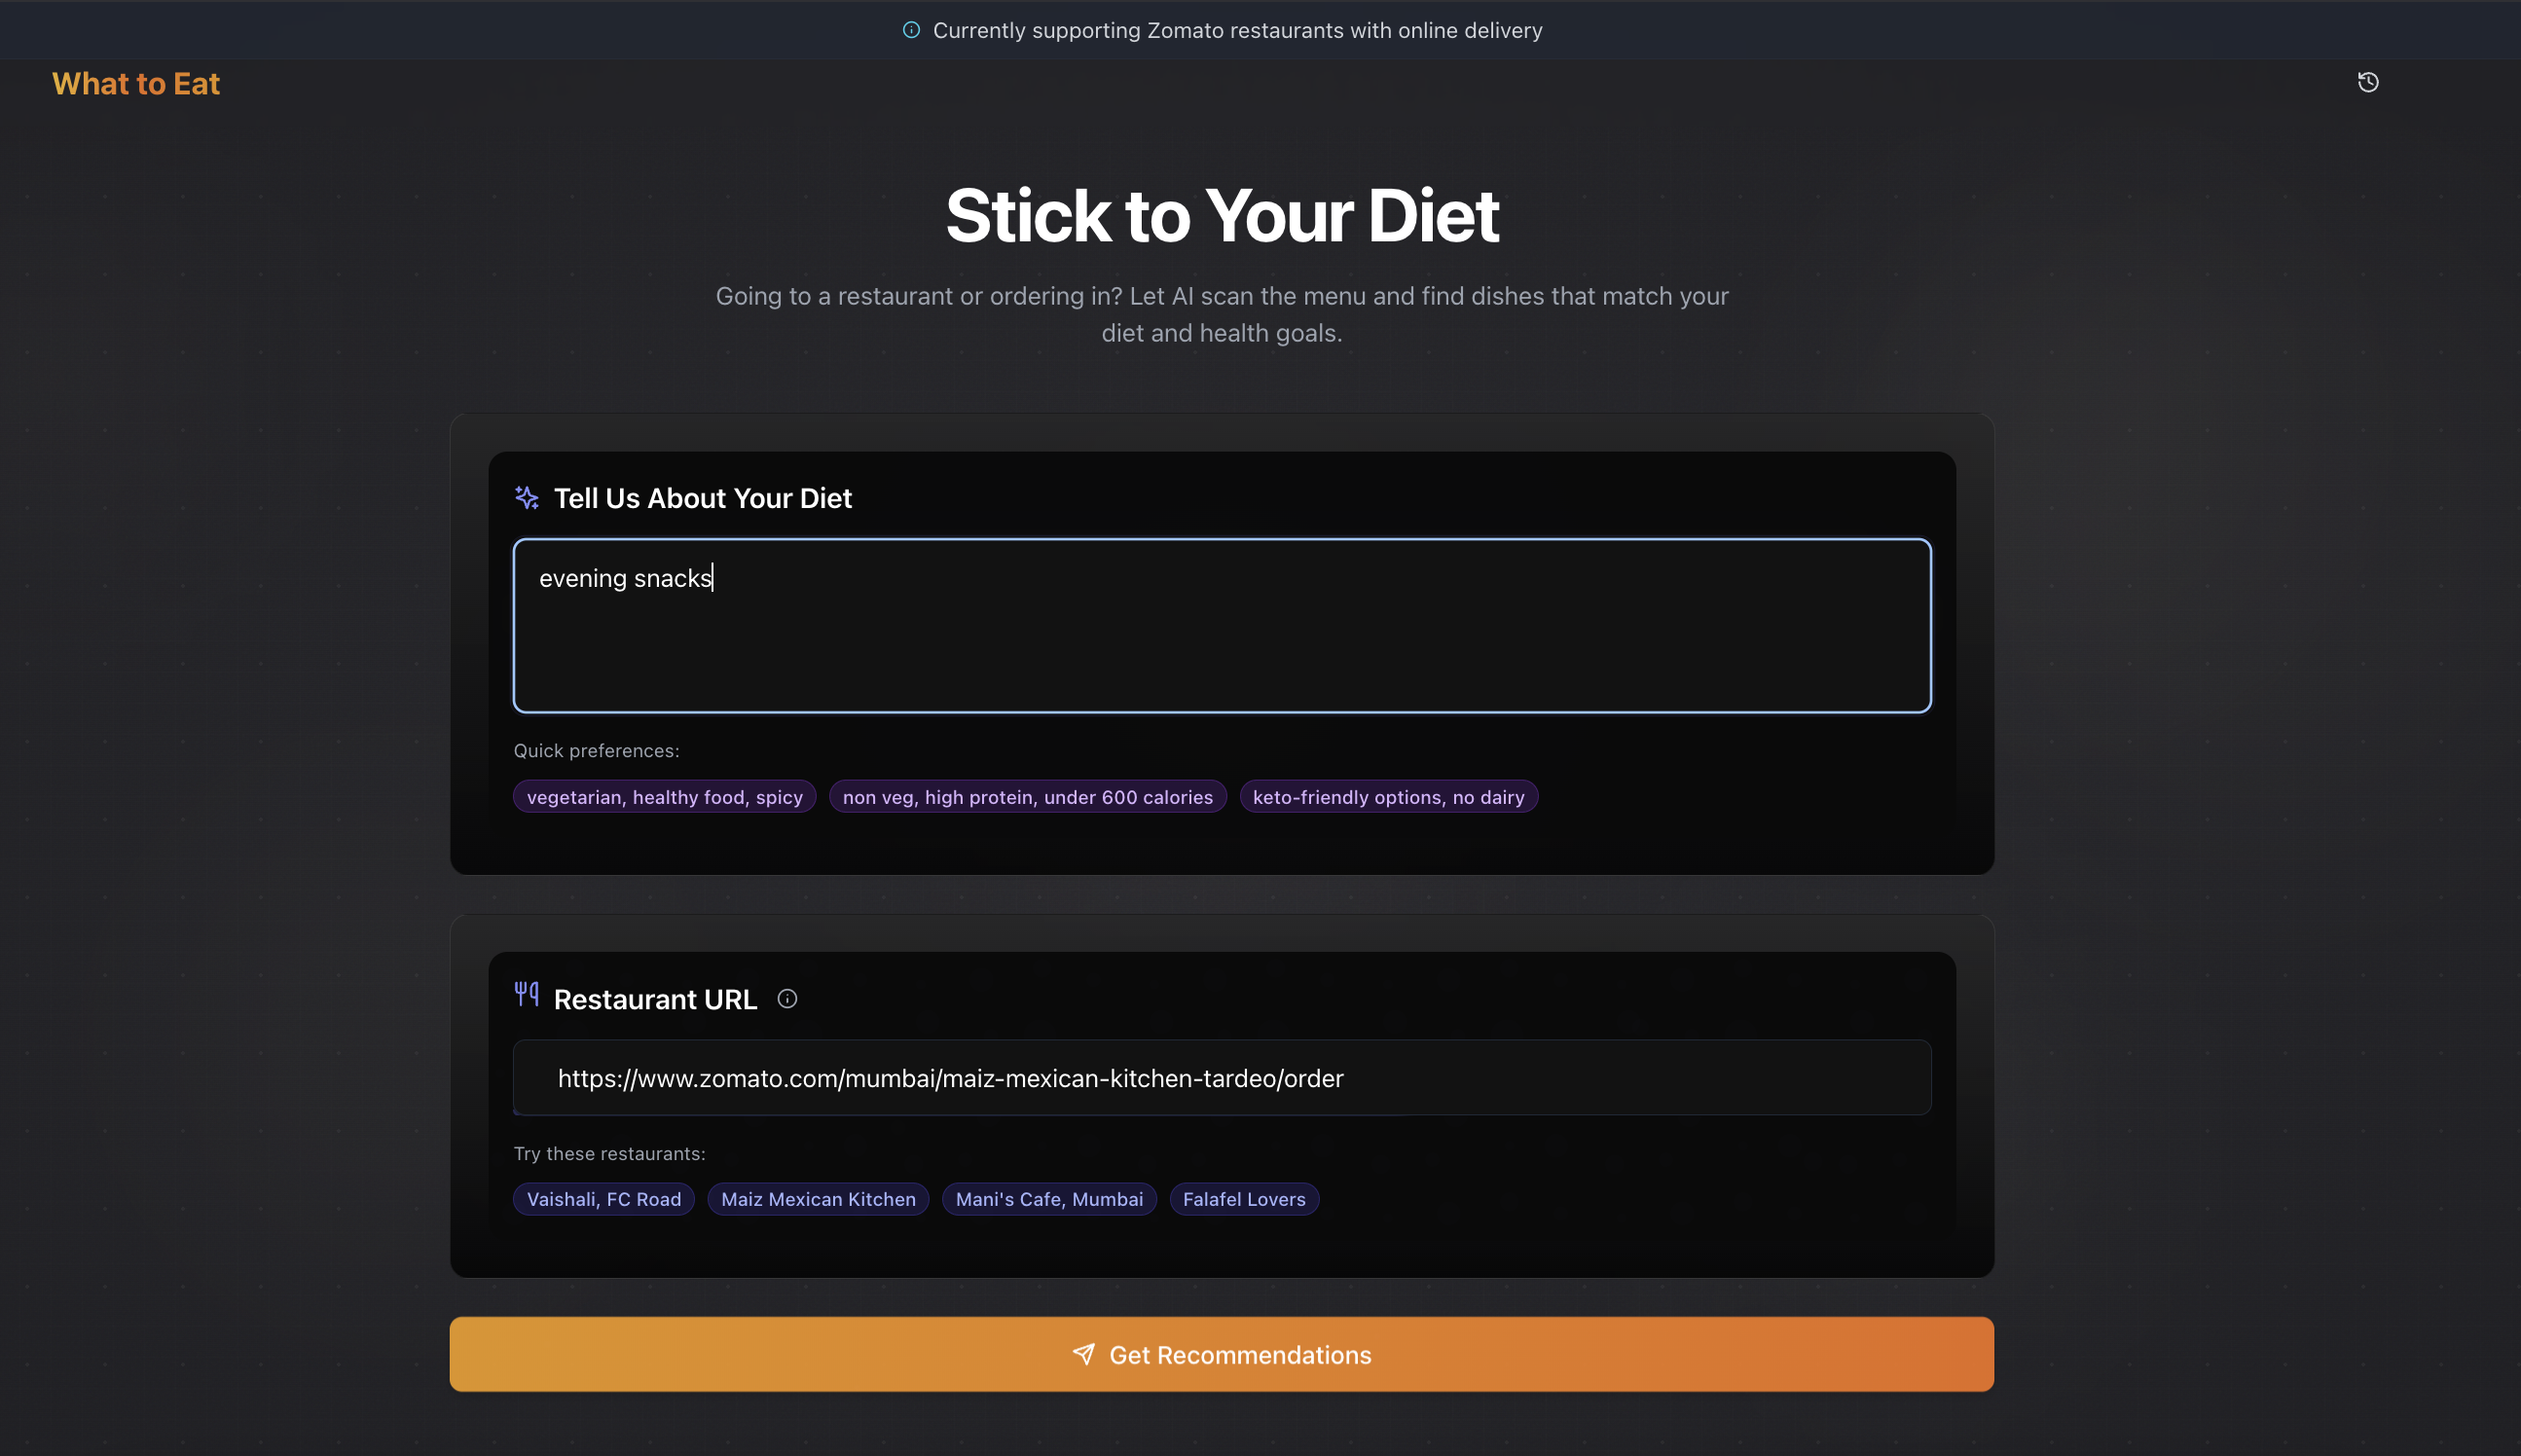 Currently supporting Zomato restaurants with online delivery
What to Eat
Stick to Your Diet
Going to a restaurant or ordering in? Let AI scan the menu and find dishes that match your
diet and health goals.
Tell Us About Your Diet
evening snacks
Quick preferences:
vegetarian, healthy food, spicy
non veg, high protein, under 600 calories
keto-friendly options, no dairy
Restaurant URL
https://www.zomato.com/mumbai/maiz-mexican-kitchen-tardeo/order
Try these restaurants:
Vaishali, FC Road
Maiz Mexican Kitchen
Mani's Cafe, Mumbai
Falafel Lovers
Get Recommendations